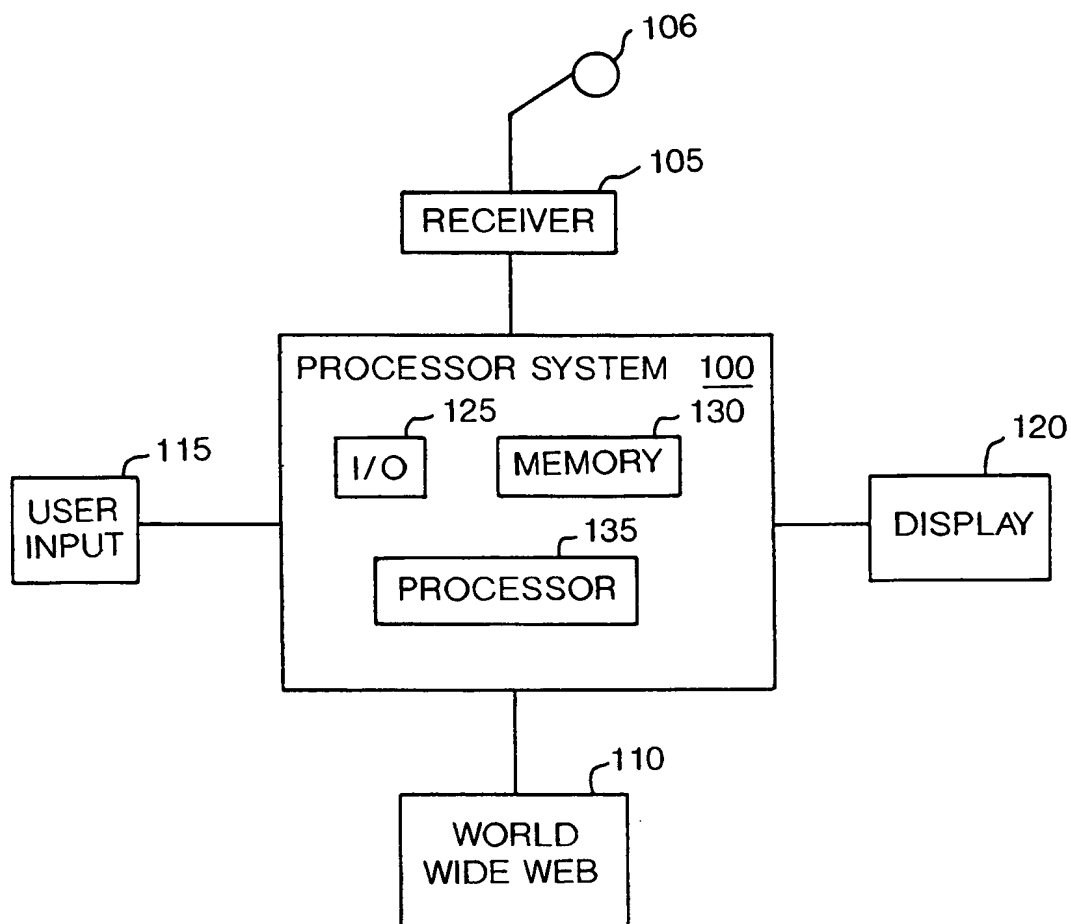 106
105
RECEIVER
PROCESSOR SYSTEM 100
125
130
I/O
MEMORY
115
120
USER
INPUT
DISPLAY
135
PROCESSOR
110
WORLD
WIDE WEB